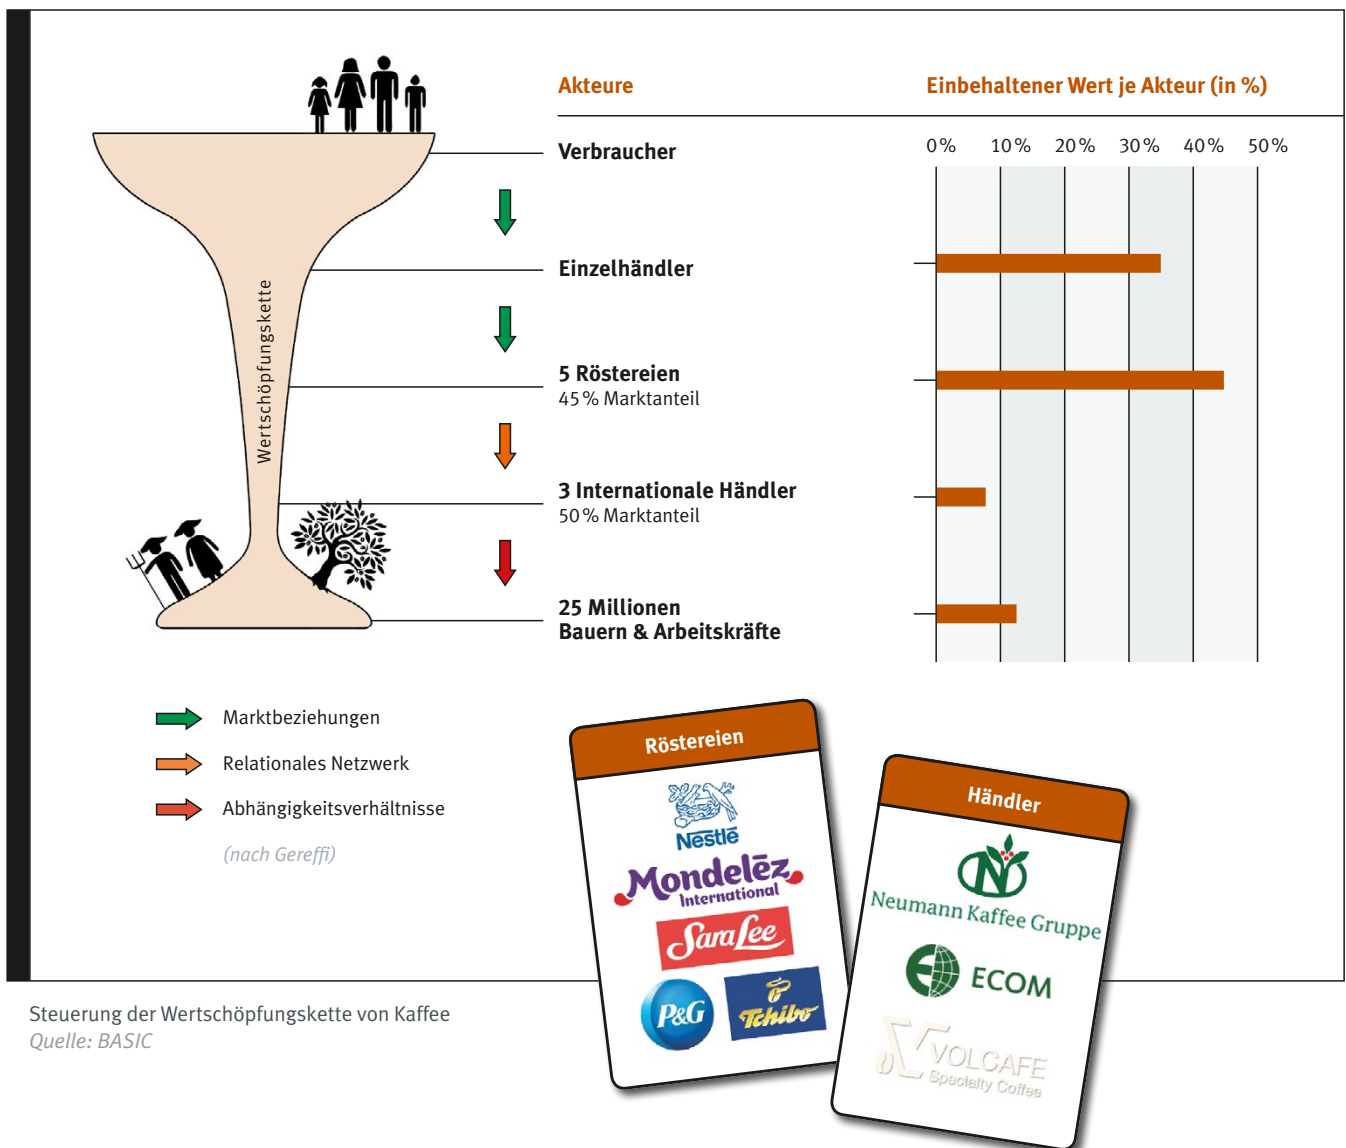 Akteure
Einbehaltener Wert je Akteur (in %)
0% 10% 20% 30% 40% 50%
Verbraucher
Einzelhändler
5 Röstereien
45% Marktanteil
3 Internationale Händler
50% Marktanteil
25 Millionen
Bauern & Arbeitskräfte
Wertschöpfungskette
Marktbeziehungen
Relationales Netzwerk
Abhängigkeitsverhältnisse
(nach Gereffi)
Röstereien
Nestlé
Mondelēz
International
Sara Lee
P&G
Tchibo
Händler
N
Neumann Kaffee Gruppe
ECOM
VOLCAFE
Specialty Coffee
Steuerung der Wertschöpfungskette von Kaffee
Quelle: BASIC